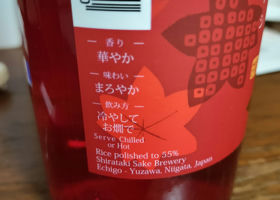 ― 香り ―
華やか
― 味わい ―
まろやか
― 飲み方 ―
冷やして
お燗で
Serve Chilled
or Hot
Rice polished to 55%
Shirataki Sake Brewery
Echigo - Yuzawa, Niigata, Japan